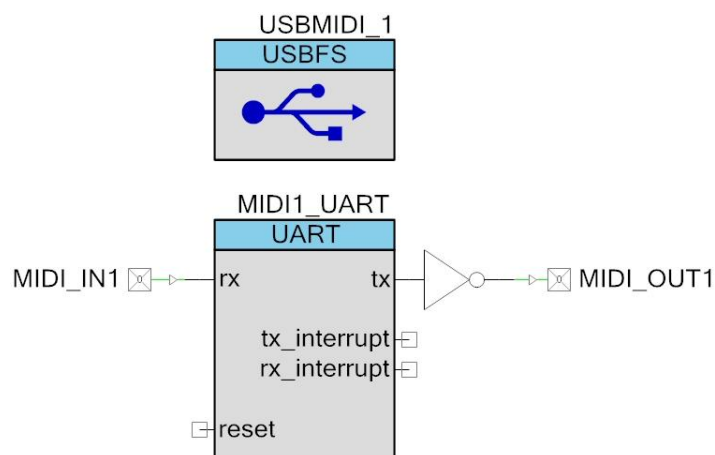 USBMIDI_1
USBFS
MIDI1_UART
UART
MIDI_IN1
rx
tx
MIDI_OUT1
tx_interrupt
rx_interrupt
reset